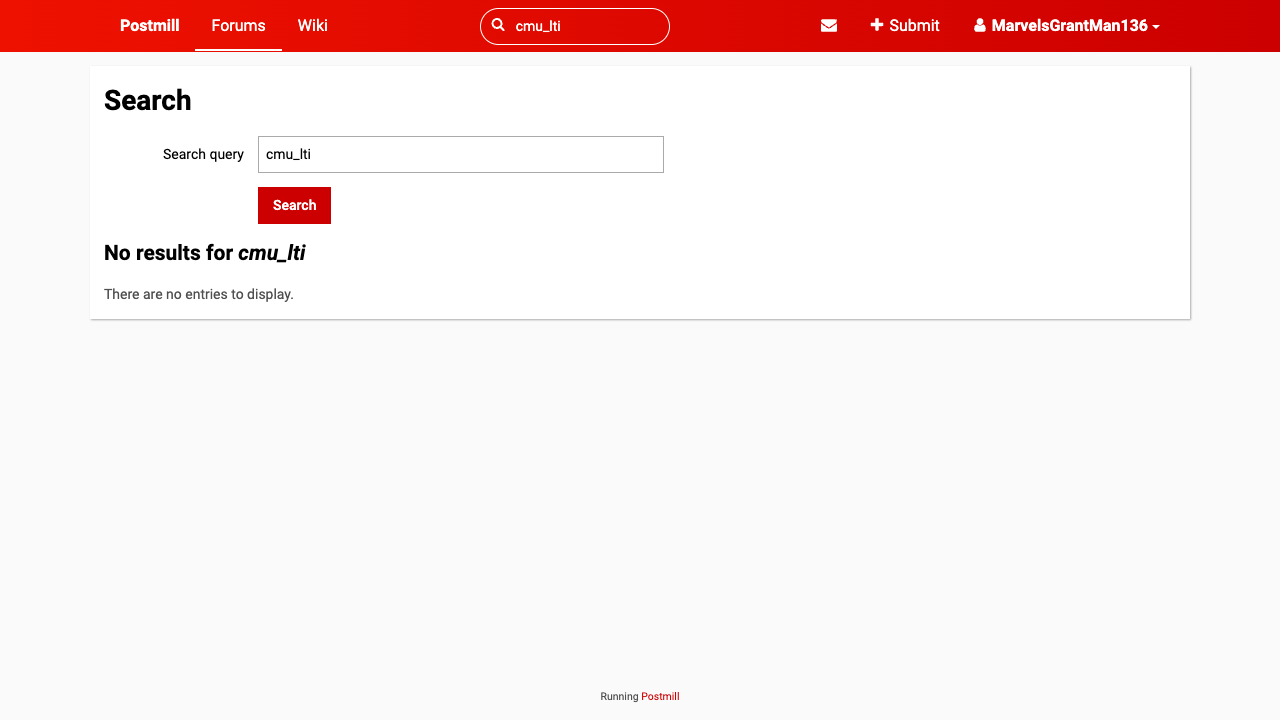 Postmill Forums Wiki cmu_lti Submit MarvelsGrantMan136
Search
Search query cmu_lti
Search
No results for cmu_lti
There are no entries to display.
Running Postmill